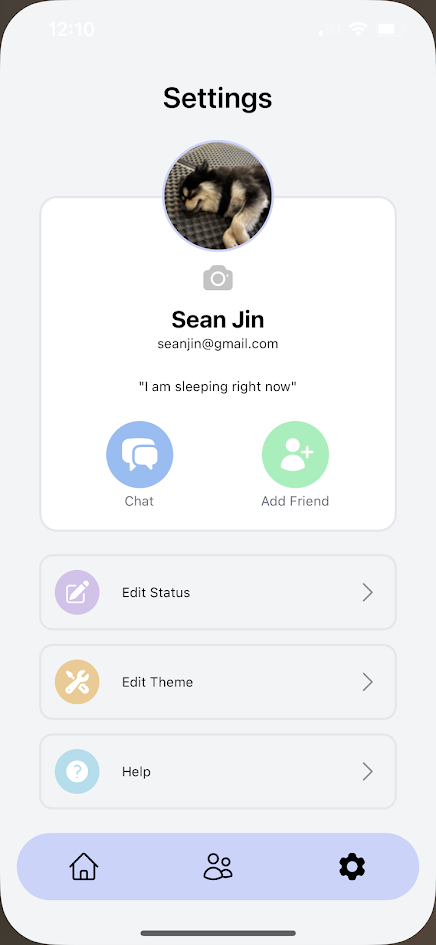 12:10
Settings
Sean Jin
seanjin@gmail.com
"I am sleeping right now"
Chat
Add Friend
Edit Status
Edit Theme
Help